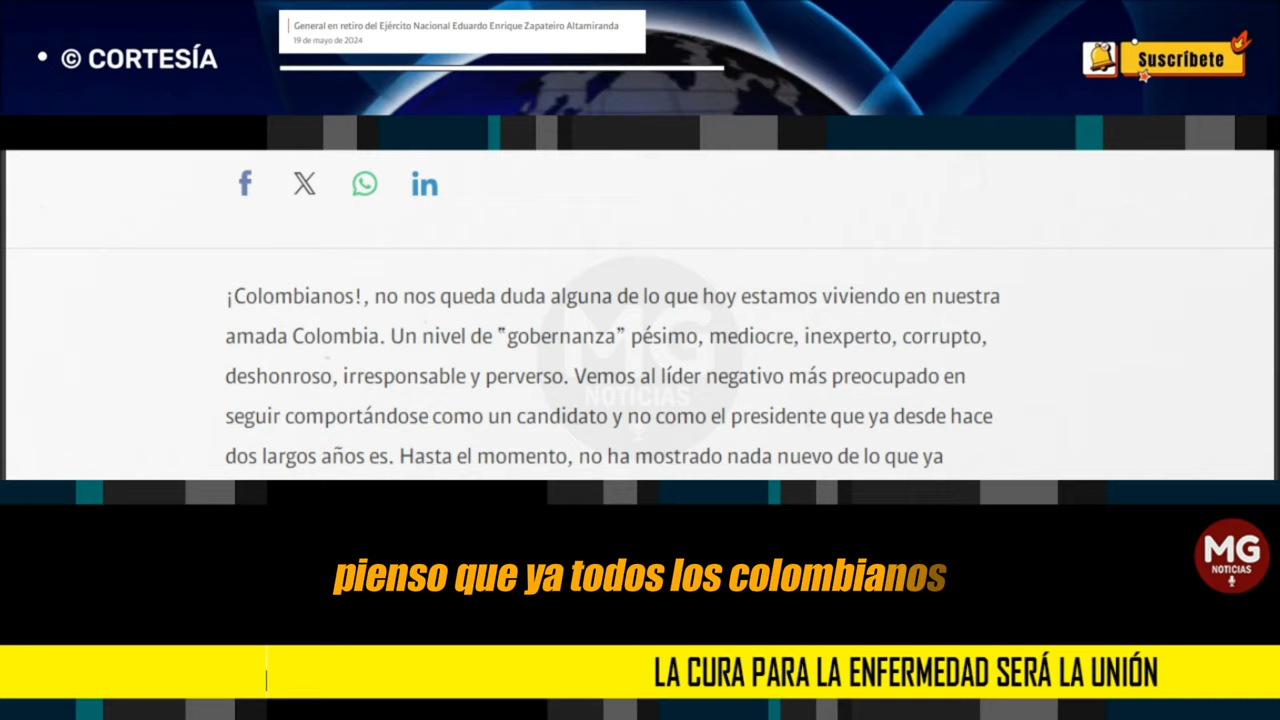 General en retiro del Ejército Nacional Eduardo Enrique Zapateiro Altamiranda
19 de mayo de 2024
• © CORTESÍA
Suscríbete
¡Colombianos!, no nos queda duda alguna de lo que hoy estamos viviendo en nuestra
amada Colombia. Un nivel de "gobernanza” pésimo, mediocre, inexperto, corrupto,
deshonroso, irresponsable y perverso. Vemos al líder negativo más preocupado en
seguir comportándose como un candidato y no como el presidente que ya desde hace
dos largos años es. Hasta el momento, no ha mostrado nada nuevo de lo que ya
MG
NOTICIAS
pienso que ya todos los colombianos
MG
NOTICIAS
LA CURA PARA LA ENFERMEDAD SERÁ LA UNIÓN